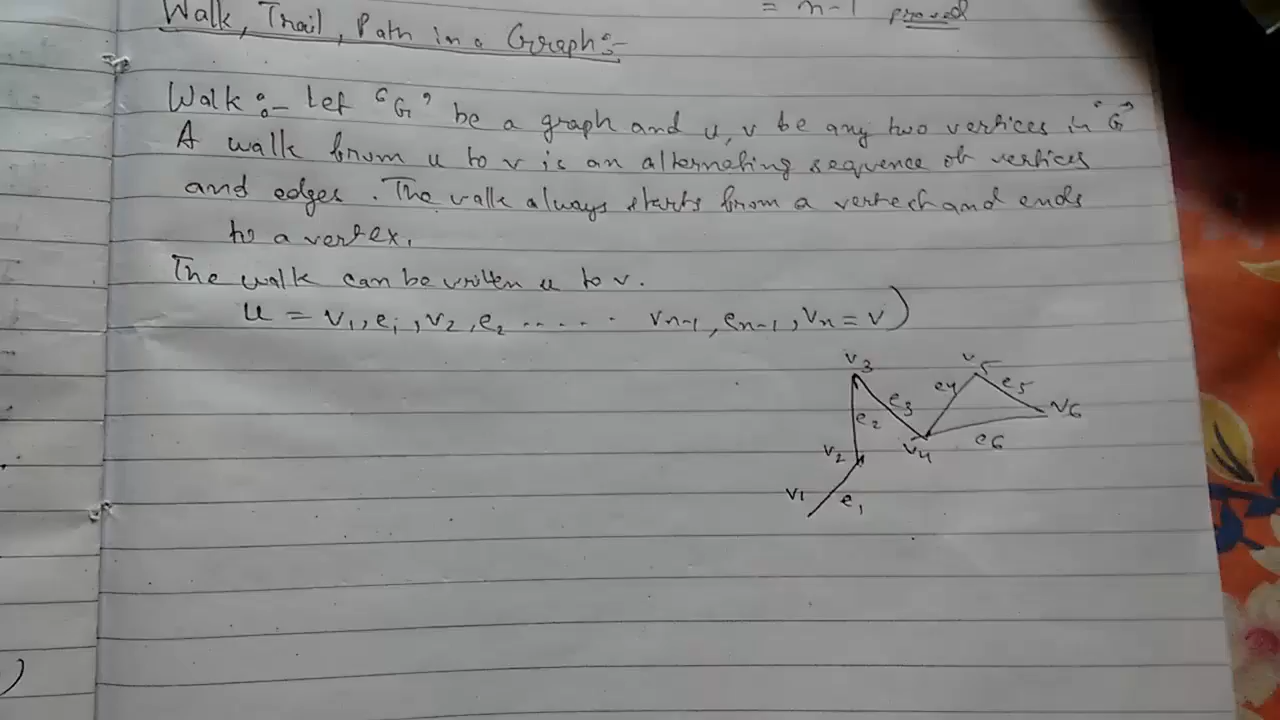 = n-1 proved
Walk, Trail, Path in a Graph:-
Walk :- Let "G" be a graph and u, v be any two vertices in "G"
A walk from u to v is an alternating sequence of vertices
and edges. The walk always starts from a vertech and ends
to a vertex.
The walk can be written u to v.
u = v1, e1, v2, e2 ...... vn-1, en-1, vn = v)
v3 v5
e4 e5
e3 v6
e2
e6
v2 v4
v1 e1
)